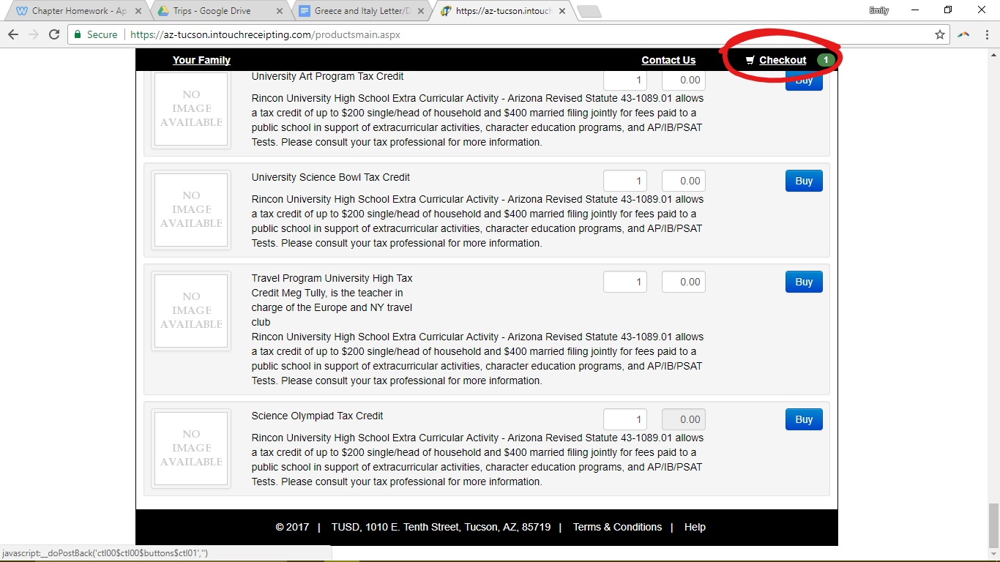 Chapter Homework - Ap
Trips - Google Drive
Greece and Italy Letter/D
https://az-tucson.intouch
Emily
Secure
https://az-tucson.intouchreceipting.com/productsmain.aspx
Your Family
Contact Us
Checkout 1
NO IMAGE AVAILABLE
University Art Program Tax Credit
1 0.00 Buy
Rincon University High School Extra Curricular Activity - Arizona Revised Statute 43-1089.01 allows
a tax credit of up to $200 single/head of household and $400 married filing jointly for fees paid to a
public school in support of extracurricular activities, character education programs, and AP/IB/PSAT
Tests. Please consult your tax professional for more information.
NO IMAGE AVAILABLE
University Science Bowl Tax Credit
1 0.00 Buy
Rincon University High School Extra Curricular Activity - Arizona Revised Statute 43-1089.01 allows
a tax credit of up to $200 single/head of household and $400 married filing jointly for fees paid to a
public school in support of extracurricular activities, character education programs, and AP/IB/PSAT
Tests. Please consult your tax professional for more information.
NO IMAGE AVAILABLE
Travel Program University High Tax
Credit Meg Tully, is the teacher in
charge of the Europe and NY travel
club
1 0.00 Buy
Rincon University High School Extra Curricular Activity - Arizona Revised Statute 43-1089.01 allows
a tax credit of up to $200 single/head of household and $400 married filing jointly for fees paid to a
public school in support of extracurricular activities, character education programs, and AP/IB/PSAT
Tests. Please consult your tax professional for more information.
NO IMAGE AVAILABLE
Science Olympiad Tax Credit
1 0.00 Buy
Rincon University High School Extra Curricular Activity - Arizona Revised Statute 43-1089.01 allows
a tax credit of up to $200 single/head of household and $400 married filing jointly for fees paid to a
public school in support of extracurricular activities, character education programs, and AP/IB/PSAT
Tests. Please consult your tax professional for more information.
© 2017 | TUSD, 1010 E. Tenth Street, Tucson, AZ, 85719 | Terms & Conditions | Help
javascript:__doPostBack('ctl00$ctl00$buttons$ctl01','')